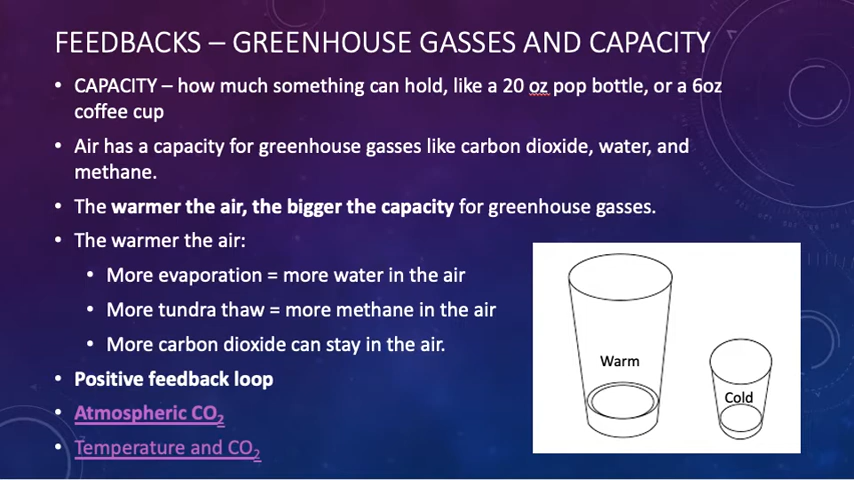 FEEDBACKS – GREENHOUSE GASSES AND CAPACITY
• CAPACITY – how much something can hold, like a 20 oz pop bottle, or a 6oz
coffee cup
• Air has a capacity for greenhouse gasses like carbon dioxide, water, and
methane.
• The warmer the air, the bigger the capacity for greenhouse gasses.
• The warmer the air:
• More evaporation = more water in the air
• More tundra thaw = more methane in the air
• More carbon dioxide can stay in the air.
• Positive feedback loop
• Atmospheric CO₂
• Temperature and CO₂
Warm
Cold